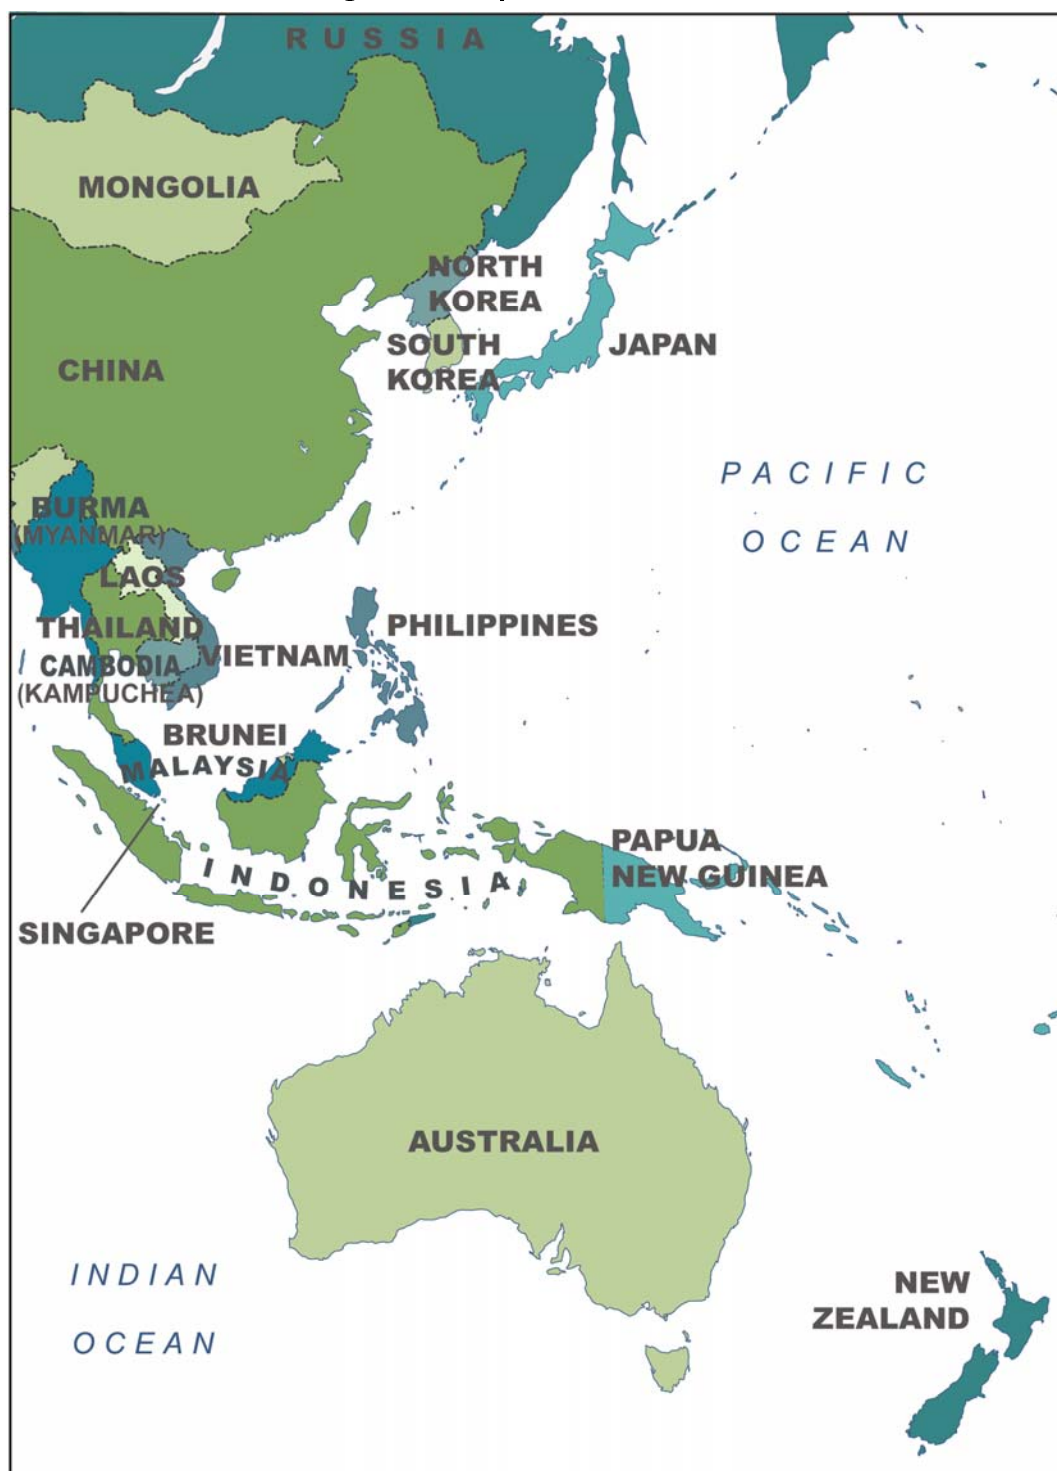 RUSSIA
MONGOLIA
NORTH
KOREA
SOUTH
KOREA
JAPAN
CHINA
PACIFIC
OCEAN
BURMA
(MYANMAR)
LAOS
THAILAND
PHILIPPINES
VIETNAM
CAMBODIA
(KAMPUCHEA)
BRUNEI
MALAYSIA
PAPUA
NEW GUINEA
INDONESIA
SINGAPORE
AUSTRALIA
INDIAN
OCEAN
NEW
ZEALAND